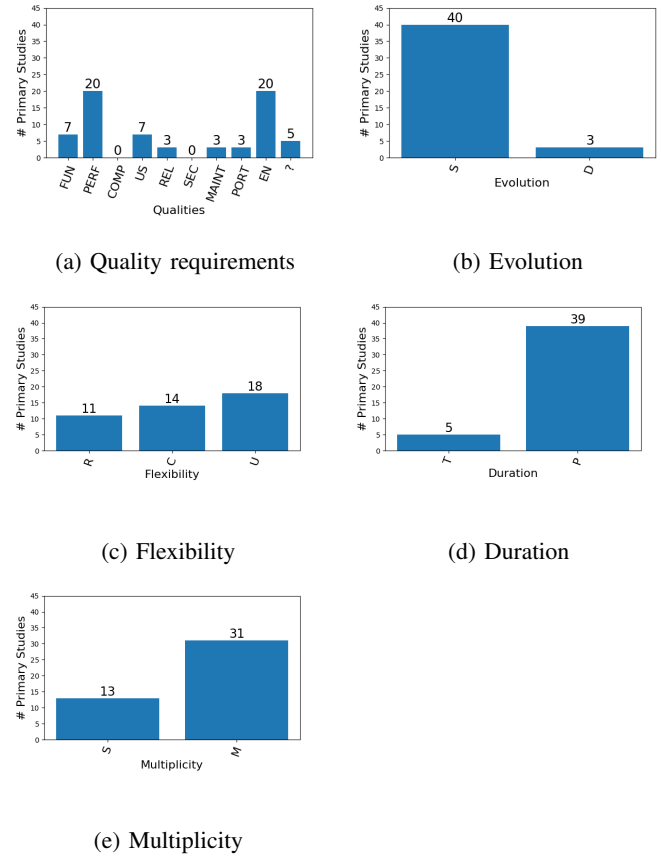 45
40
35
30
25
20
15
10
5
0
# Primary Studies
7
20
0
7
3
0
3
3
20
5
FUN
PERF
COMP
US
REL
SEC
MAINT
PORT
EN
?
Qualities
(a) Quality requirements
45
40
35
30
25
20
15
10
5
0
# Primary Studies
40
3
S
D
Evolution
(b) Evolution
45
40
35
30
25
20
15
10
5
0
# Primary Studies
11
14
18
R
C
U
Flexibility
(c) Flexibility
45
40
35
30
25
20
15
10
5
0
# Primary Studies
5
39
T
P
Duration
(d) Duration
45
40
35
30
25
20
15
10
5
0
# Primary Studies
13
31
S
M
Multiplicity
(e) Multiplicity